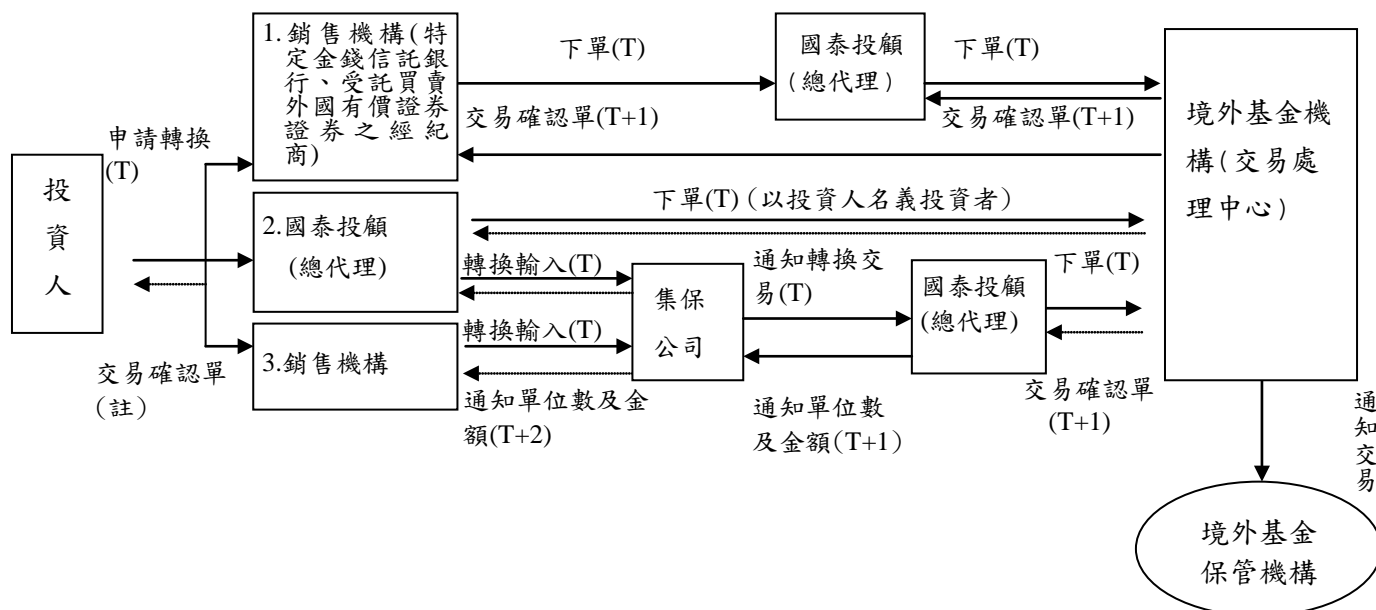 投
資
人
申請轉換
(T)
交易確認單
(註)
1.銷售機構(特
定金錢信託銀
行、受託買賣
外國有價證券
證券之經紀
商)
下單(T)
交易確認單(T+1)
國泰投顧
(總代理)
下單(T)
交易確認單(T+1)
境外基金機
構(交易處
理中心)
2.國泰投顧
(總代理)
下單(T)(以投資人名義投資者)
轉換輸入(T)
3.銷售機構
轉換輸入(T)
通知單位數及金
額(T+2)
集保
公司
通知轉換交
易(T)
通知單位數
及金額(T+1)
國泰投顧
(總代理)
下單(T)
交易確認單
(T+1)
通
知
交
易
境外基金
保管機構